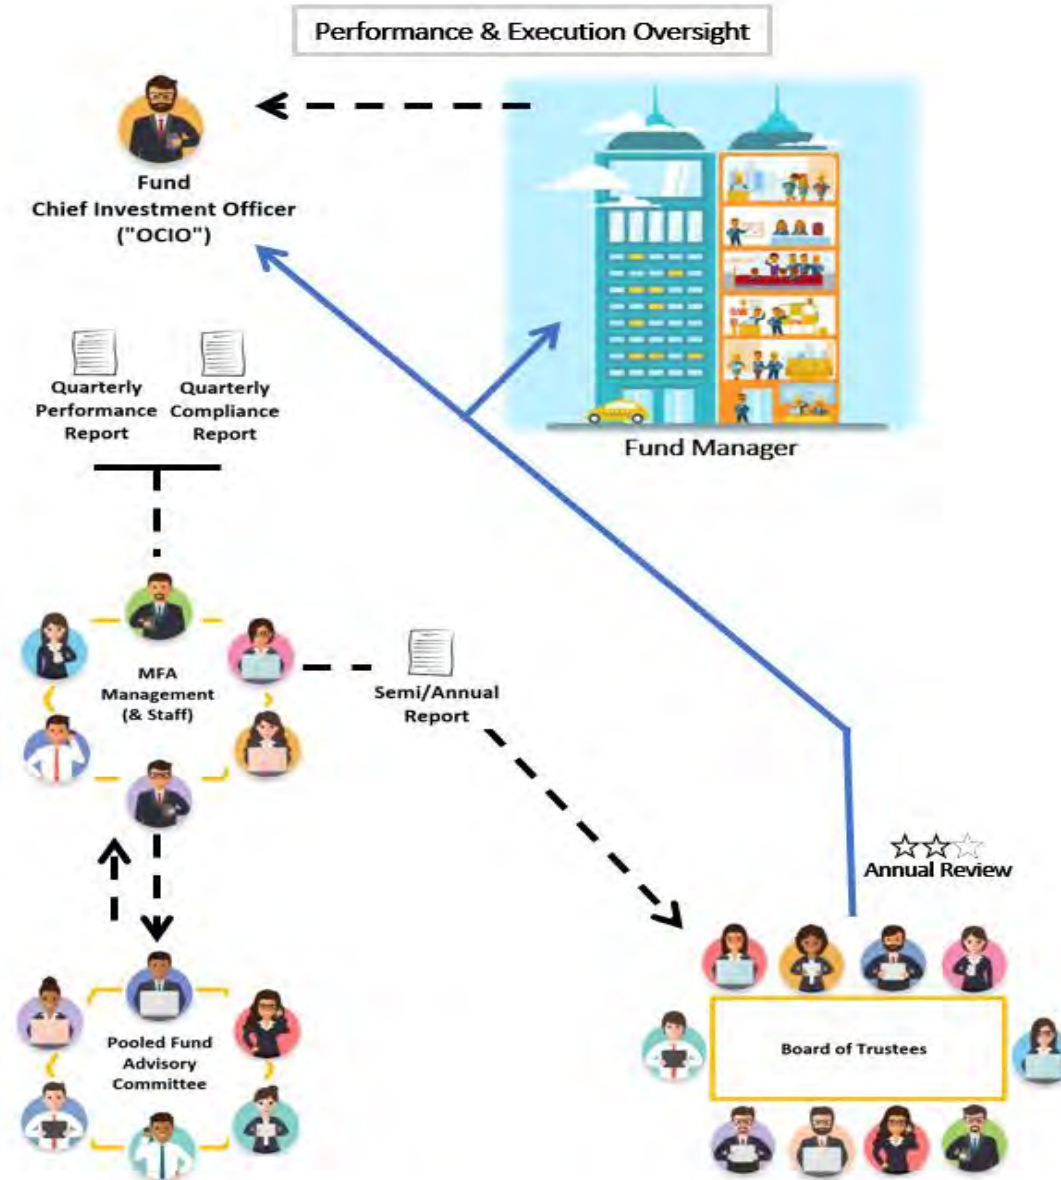 Performance & Execution Oversight
Fund
Chief Investment Officer
("OCIO")
Fund Manager
Quarterly
Performance
Report
Quarterly
Compliance
Report
MFA
Management
(& Staff)
Semi/Annual
Report
Annual Review
Pooled Fund
Advisory
Committee
Board of Trustees